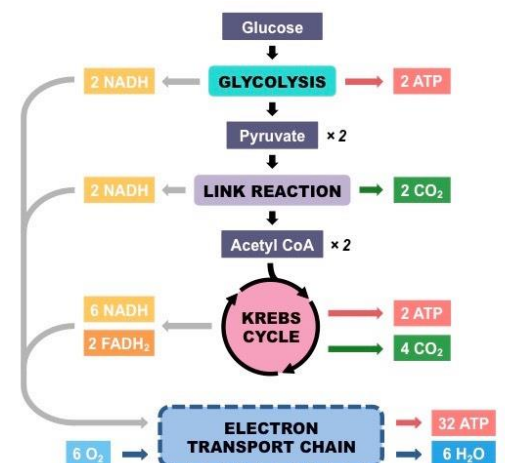 Glucose
2 NADH
GLYCOLYSIS
2 ATP
Pyruvate × 2
2 NADH
LINK REACTION
2 CO₂
Acetyl CoA × 2
6 NADH
2 FADH₂
KREBS
CYCLE
2 ATP
4 CO₂
ELECTRON
TRANSPORT CHAIN
32 ATP
6 O₂
6 H₂O